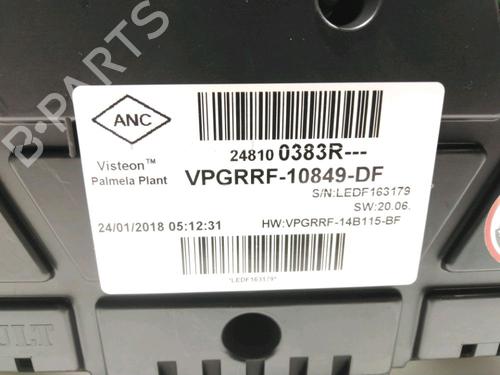 B-PARTS
ANC
Visteon™
Palmela Plant
24810 0383R---
VPGRRF-10849-DF
S/N:LEDF163179
SW:20.06.
24/01/2018 05:12:31
HW:VPGRRF-14B115-BF
*LEDF163179*
ULT